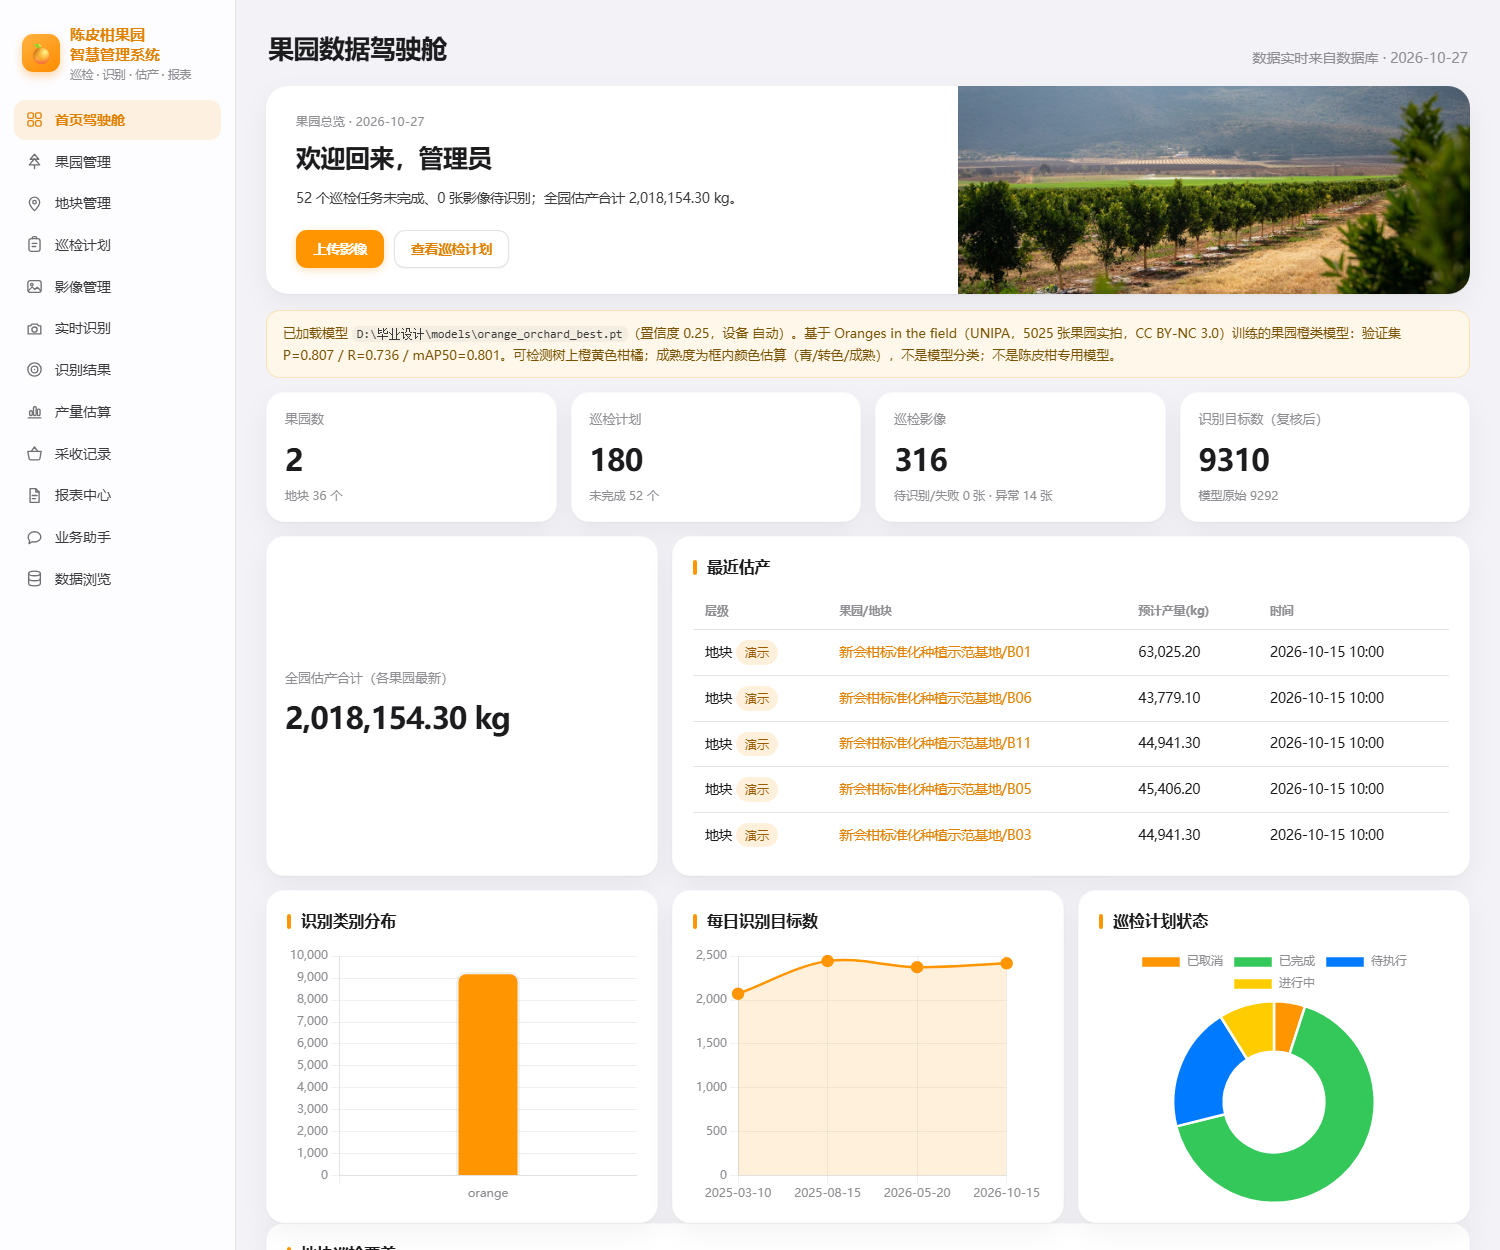 陈皮柑果园
智慧管理系统
巡检 · 识别 · 估产 · 报表
首页驾驶舱
果园管理
地块管理
巡检计划
影像管理
实时识别
识别结果
产量估算
采收记录
报表中心
业务助手
数据浏览
果园数据驾驶舱
数据实时来自数据库 · 2026-10-27
果园总览 · 2026-10-27
欢迎回来，管理员
52 个巡检任务未完成、0 张影像待识别；全园估产合计 2,018,154.30 kg。
上传影像
查看巡检计划
已加载模型 D:\毕业设计\models\orange_orchard_best.pt（置信度 0.25，设备 自动）。基于 Oranges in the field（UNIPA，5025 张果园实拍，CC BY-NC 3.0）训练的果园橙类模型：验证集
P=0.807 / R=0.736 / mAP50=0.801。可检测树上橙黄色柑橘；成熟度为框内颜色估算（青/转色/成熟），不是模型分类；不是陈皮柑专用模型。
果园数
2
地块 36 个
巡检计划
180
未完成 52 个
巡检影像
316
待识别/失败 0 张 · 异常 14 张
识别目标数（复核后）
9310
模型原始 9292
全园估产合计（各果园最新）
2,018,154.30 kg
最近估产
层级 果园/地块 预计产量(kg) 时间
地块 演示 新会柑标准化种植示范基地/B01 63,025.20 2026-10-15 10:00
地块 演示 新会柑标准化种植示范基地/B06 43,779.10 2026-10-15 10:00
地块 演示 新会柑标准化种植示范基地/B11 44,941.30 2026-10-15 10:00
地块 演示 新会柑标准化种植示范基地/B05 45,406.20 2026-10-15 10:00
地块 演示 新会柑标准化种植示范基地/B03 44,941.30 2026-10-15 10:00
识别类别分布
10,000
9,000
8,000
7,000
6,000
5,000
4,000
3,000
2,000
1,000
0
orange
每日识别目标数
2,500
2,000
1,500
1,000
500
0
2025-03-10 2025-08-15 2026-05-20 2026-10-15
巡检计划状态
已取消 已完成 待执行
进行中